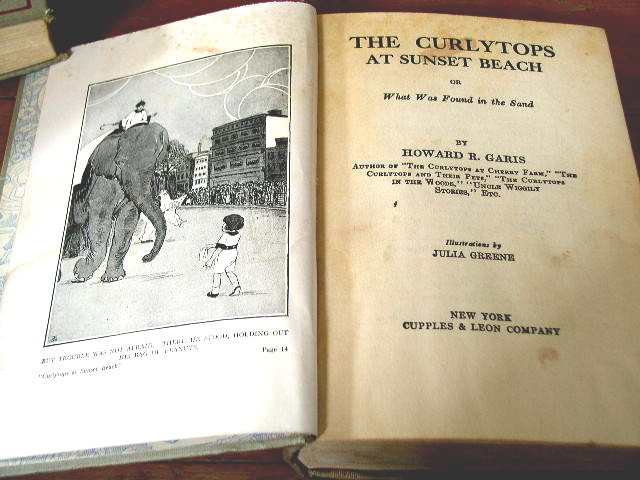 BUT TROUBLE WAS NOT AFRAID. THERE HE STOOD, HOLDING OUT
HIS BAG OF PEANUTS.
Page 14
"Curlytops at Sunset Beach"
THE CURLYTOPS
AT SUNSET BEACH
OR
What Was Found in the Sand
BY
HOWARD R. GARIS
AUTHOR OF "THE CURLYTOPS AT CHERRY FARM," "THE
CURLYTOPS AND THEIR PETS," "THE CURLYTOPS
IN THE WOODS," "UNCLE WIGGILY
STORIES," ETC.
Illustrations by
JULIA GREENE
NEW YORK
CUPPLES & LEON COMPANY